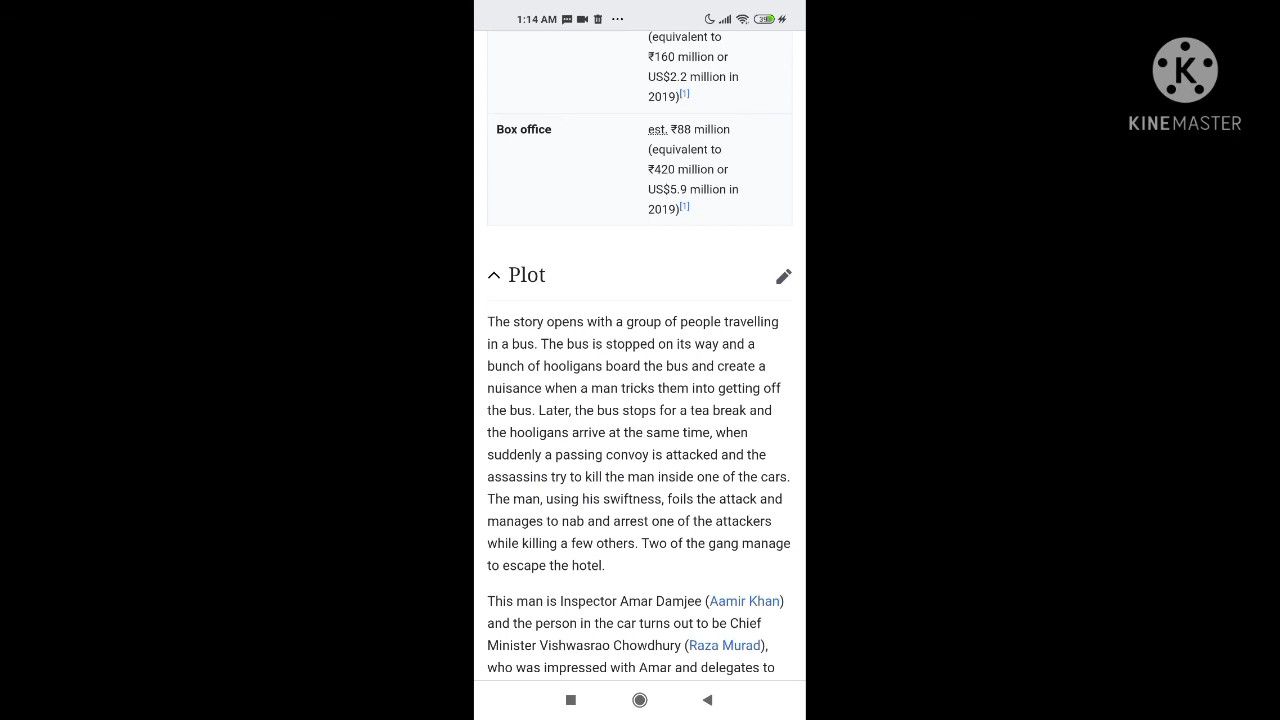 1:14 AM ...
39
(equivalent to
₹160 million or
US$2.2 million in
2019)[1]
Box office
est. ₹88 million
(equivalent to
₹420 million or
US$5.9 million in
2019)[1]
Plot
The story opens with a group of people travelling
in a bus. The bus is stopped on its way and a
bunch of hooligans board the bus and create a
nuisance when a man tricks them into getting off
the bus. Later, the bus stops for a tea break and
the hooligans arrive at the same time, when
suddenly a passing convoy is attacked and the
assassins try to kill the man inside one of the cars.
The man, using his swiftness, foils the attack and
manages to nab and arrest one of the attackers
while killing a few others. Two of the gang manage
to escape the hotel.
This man is Inspector Amar Damjee (Aamir Khan)
and the person in the car turns out to be Chief
Minister Vishwasrao Chowdhury (Raza Murad),
who was impressed with Amar and delegates to
K
KINEMASTER